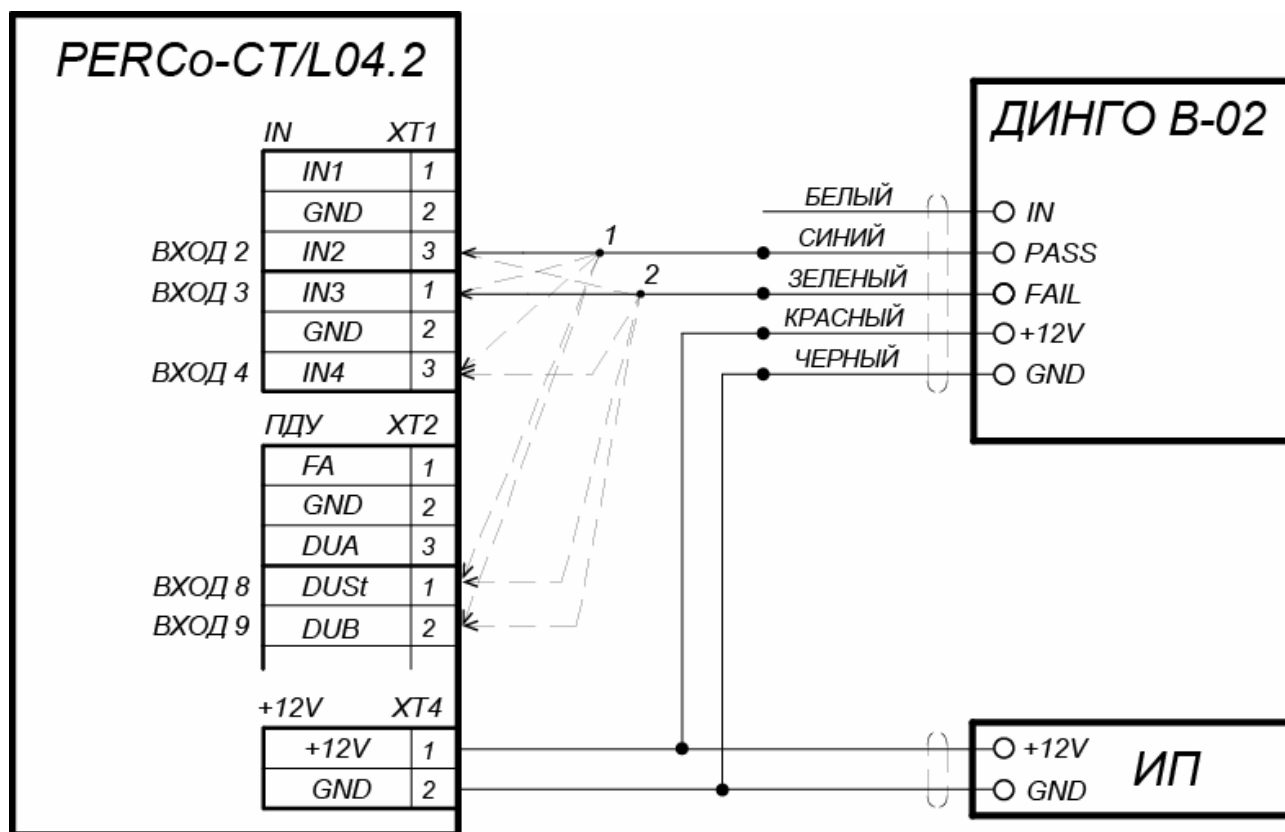 PERCo-CT/L04.2
IN XT1
IN1 1
GND 2
ВХОД 2 IN2 3
ВХОД 3 IN3 1
GND 2
ВХОД 4 IN4 3
ПДУ XT2
FA 1
GND 2
DUA 3
ВХОД 8 DUSt 1
ВХОД 9 DUB 2
+12V XT4
+12V 1
GND 2
1
2
БЕЛЫЙ
СИНИЙ
ЗЕЛЕНЫЙ
КРАСНЫЙ
ЧЕРНЫЙ
ДИНГО В-02
IN
PASS
FAIL
+12V
GND
+12V
GND
ИП